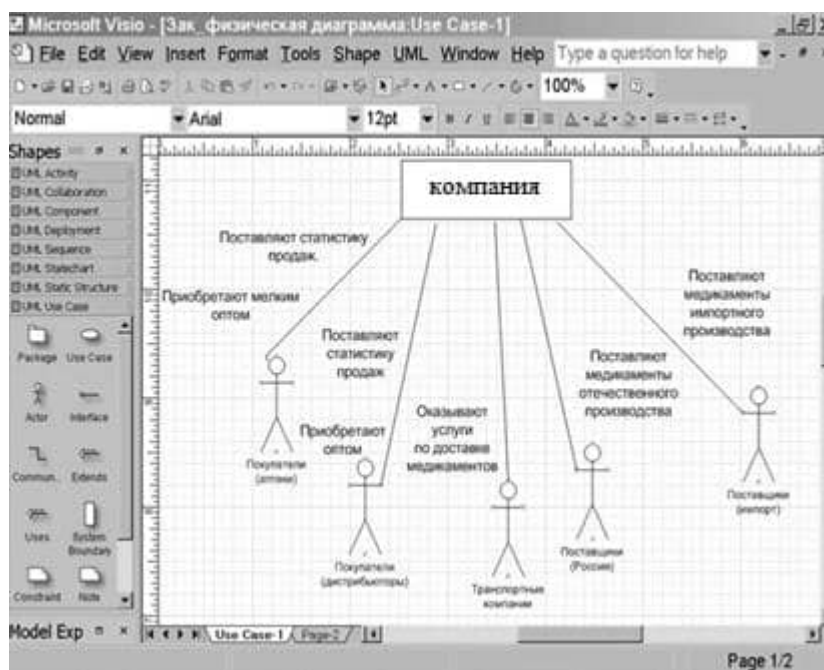 Microsoft Visio - [Зак_физическая диаграмма:Use Case-1]
File Edit View Insert Format Tools Shape UML Window Help Type a question for help
100%
Normal Arial 12pt
Shapes
UML Activity
UML Collaboration
UML Component
UML Deployment
UML Sequence
UML Statechart
UML Static Structure
UML Use Case
Package Use Case
Actor Interface
Commun... Extends
Uses System
Boundary
Constraint Note
компания
Поставляют статистику
продаж.
Приобретают мелким
оптом
Покупатели
(аптеки)
Поставляют
статистику
продаж
Приобретают
оптом
Покупатели
(дистрибьюторы)
Оказывают
услуги
по доставке
медикаментов
Транспортные
компании
Поставляют
медикаменты
отечественного
производства
Поставщики
(Россия)
Поставляют
медикаменты
импортного
производства
Поставщики
(импорт)
Model Exp
Use Case-1 Page-2
Page 1/2